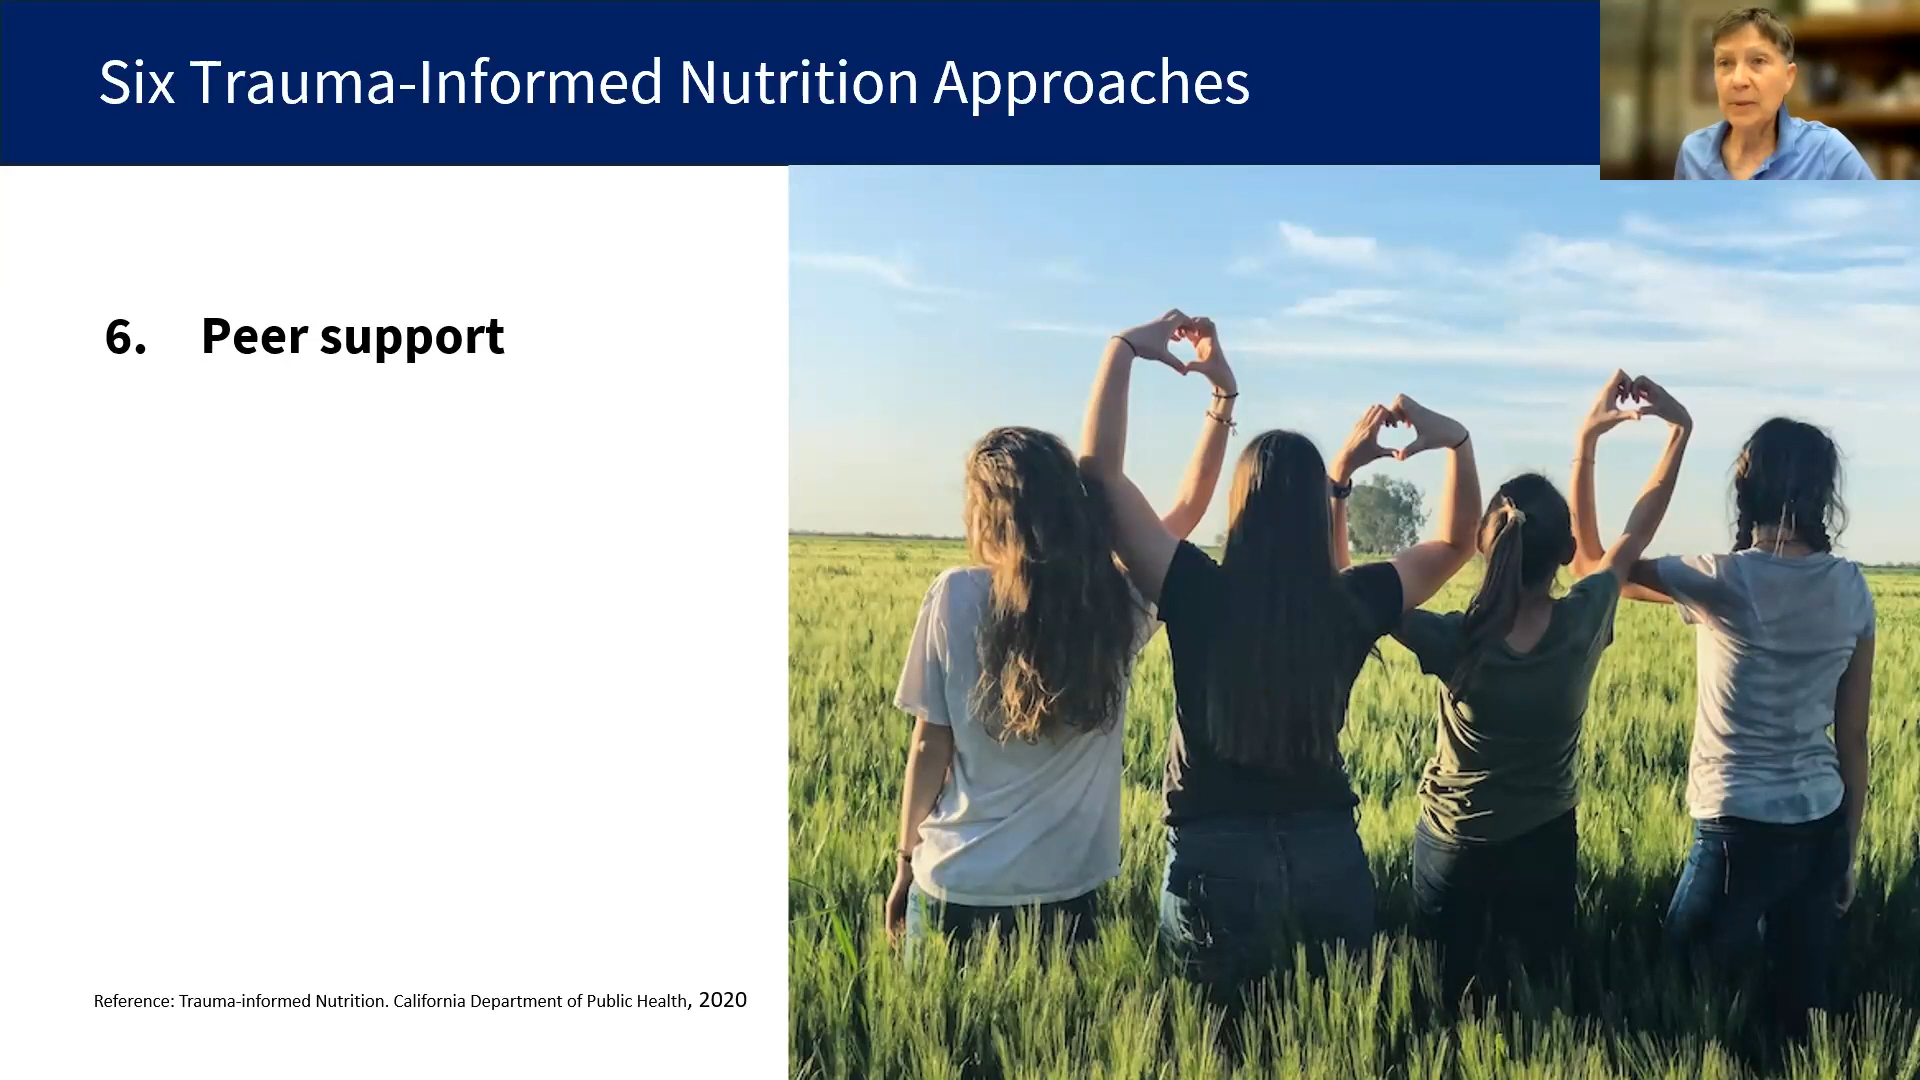 Six Trauma-Informed Nutrition Approaches
6. Peer support
Reference: Trauma-informed Nutrition. California Department of Public Health, 2020